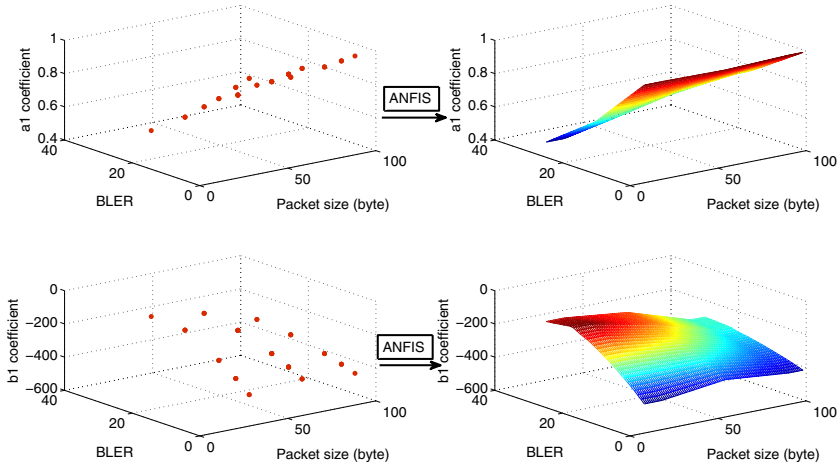 a1 coefficient
1
0.8
0.6
0.4
40
20
0
BLER
0
50
100
Packet size (byte)
ANFIS
a1 coefficient
1
0.8
0.6
0.4
40
20
0
BLER
0
50
100
Packet size (byte)
b1 coefficient
0
−200
−400
−600
40
20
0
BLER
0
50
100
Packet size (byte)
ANFIS
b1 coefficient
0
−200
−400
−600
40
20
0
BLER
0
50
100
Packet size (byte)